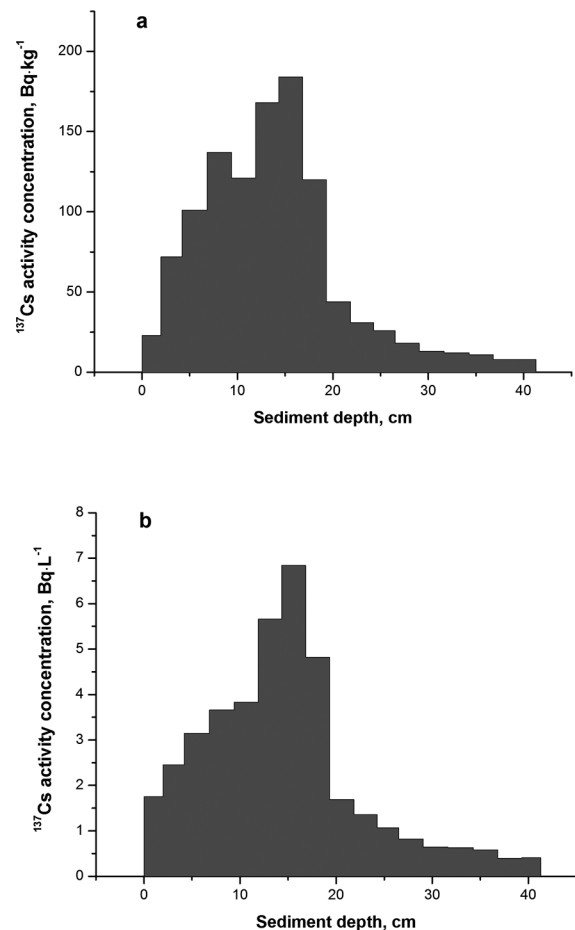 a
¹³⁷Cs activity concentration, Bq·kg⁻¹
200
150
100
50
0
0 10 20 30 40
Sediment depth, cm
b
¹³⁷Cs activity concentration, Bq·L⁻¹
8
7
6
5
4
3
2
1
0
0 10 20 30 40
Sediment depth, cm